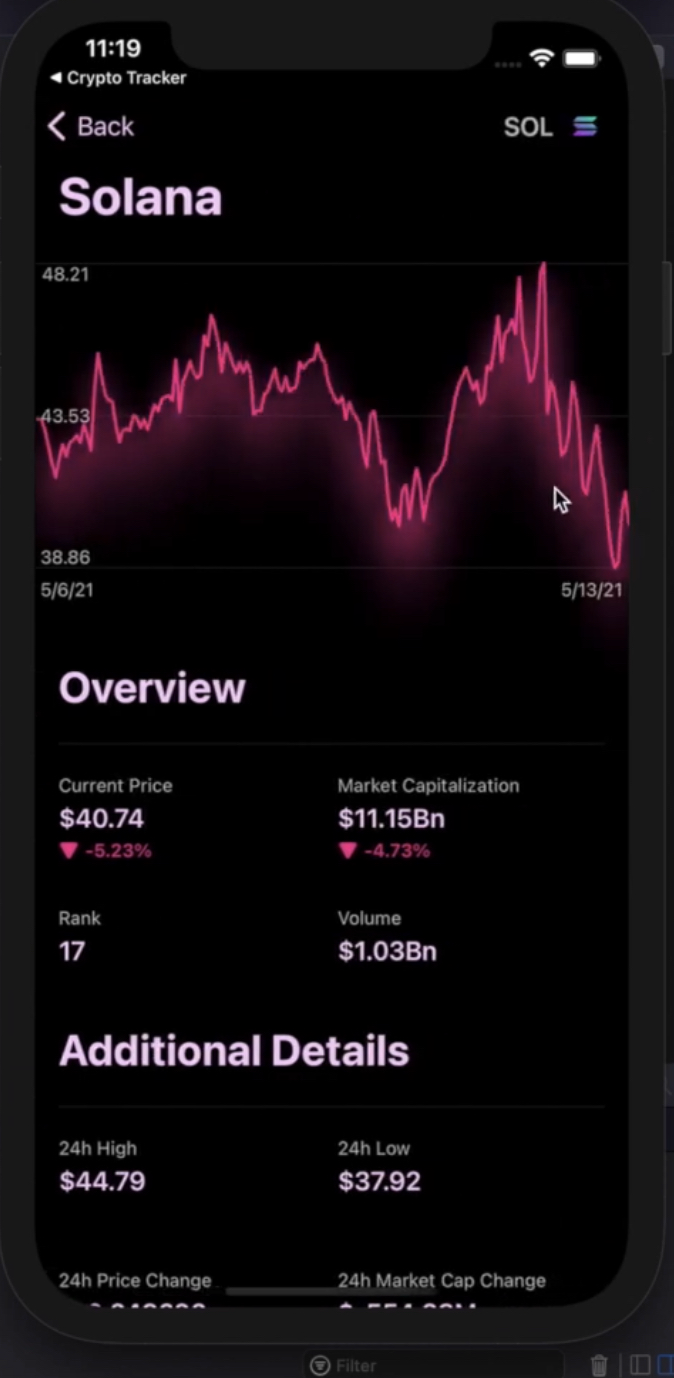 11:19
◀ Crypto Tracker
Back
SOL
Solana
48.21
43.53
38.86
5/6/21 5/13/21
Overview
Current Price Market Capitalization
$40.74 $11.15Bn
▼ -5.23% ▼ -4.73%
Rank Volume
17 $1.03Bn
Additional Details
24h High 24h Low
$44.79 $37.92
24h Price Change 24h Market Cap Change
Filter